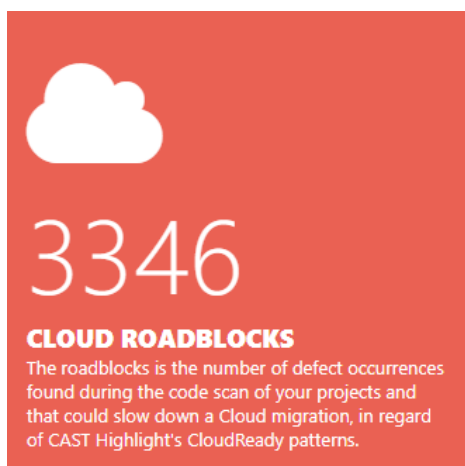 3346
CLOUD ROADBLOCKS
The roadblocks is the number of defect occurrences
found during the code scan of your projects and
that could slow down a Cloud migration, in regard
of CAST Highlight's CloudReady patterns.